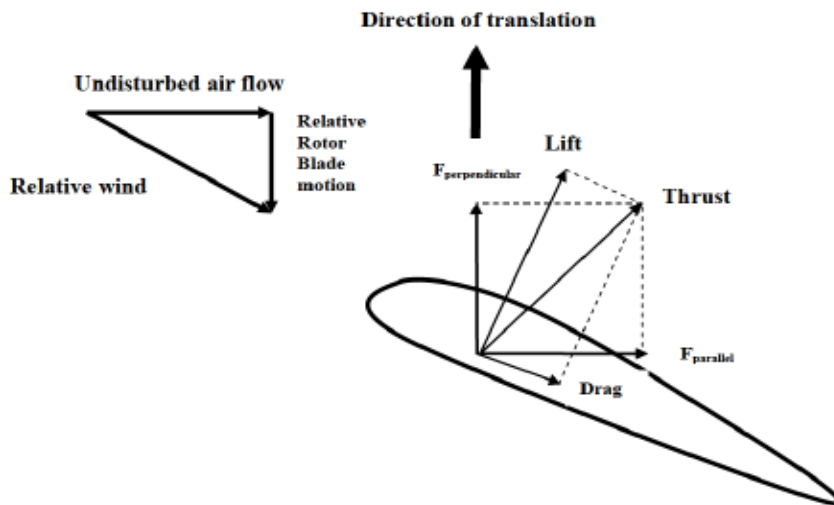 Direction of translation
Undisturbed air flow
Relative
Rotor
Blade
motion
Relative wind
Lift
Fperpendicular
Thrust
Fparallel
Drag